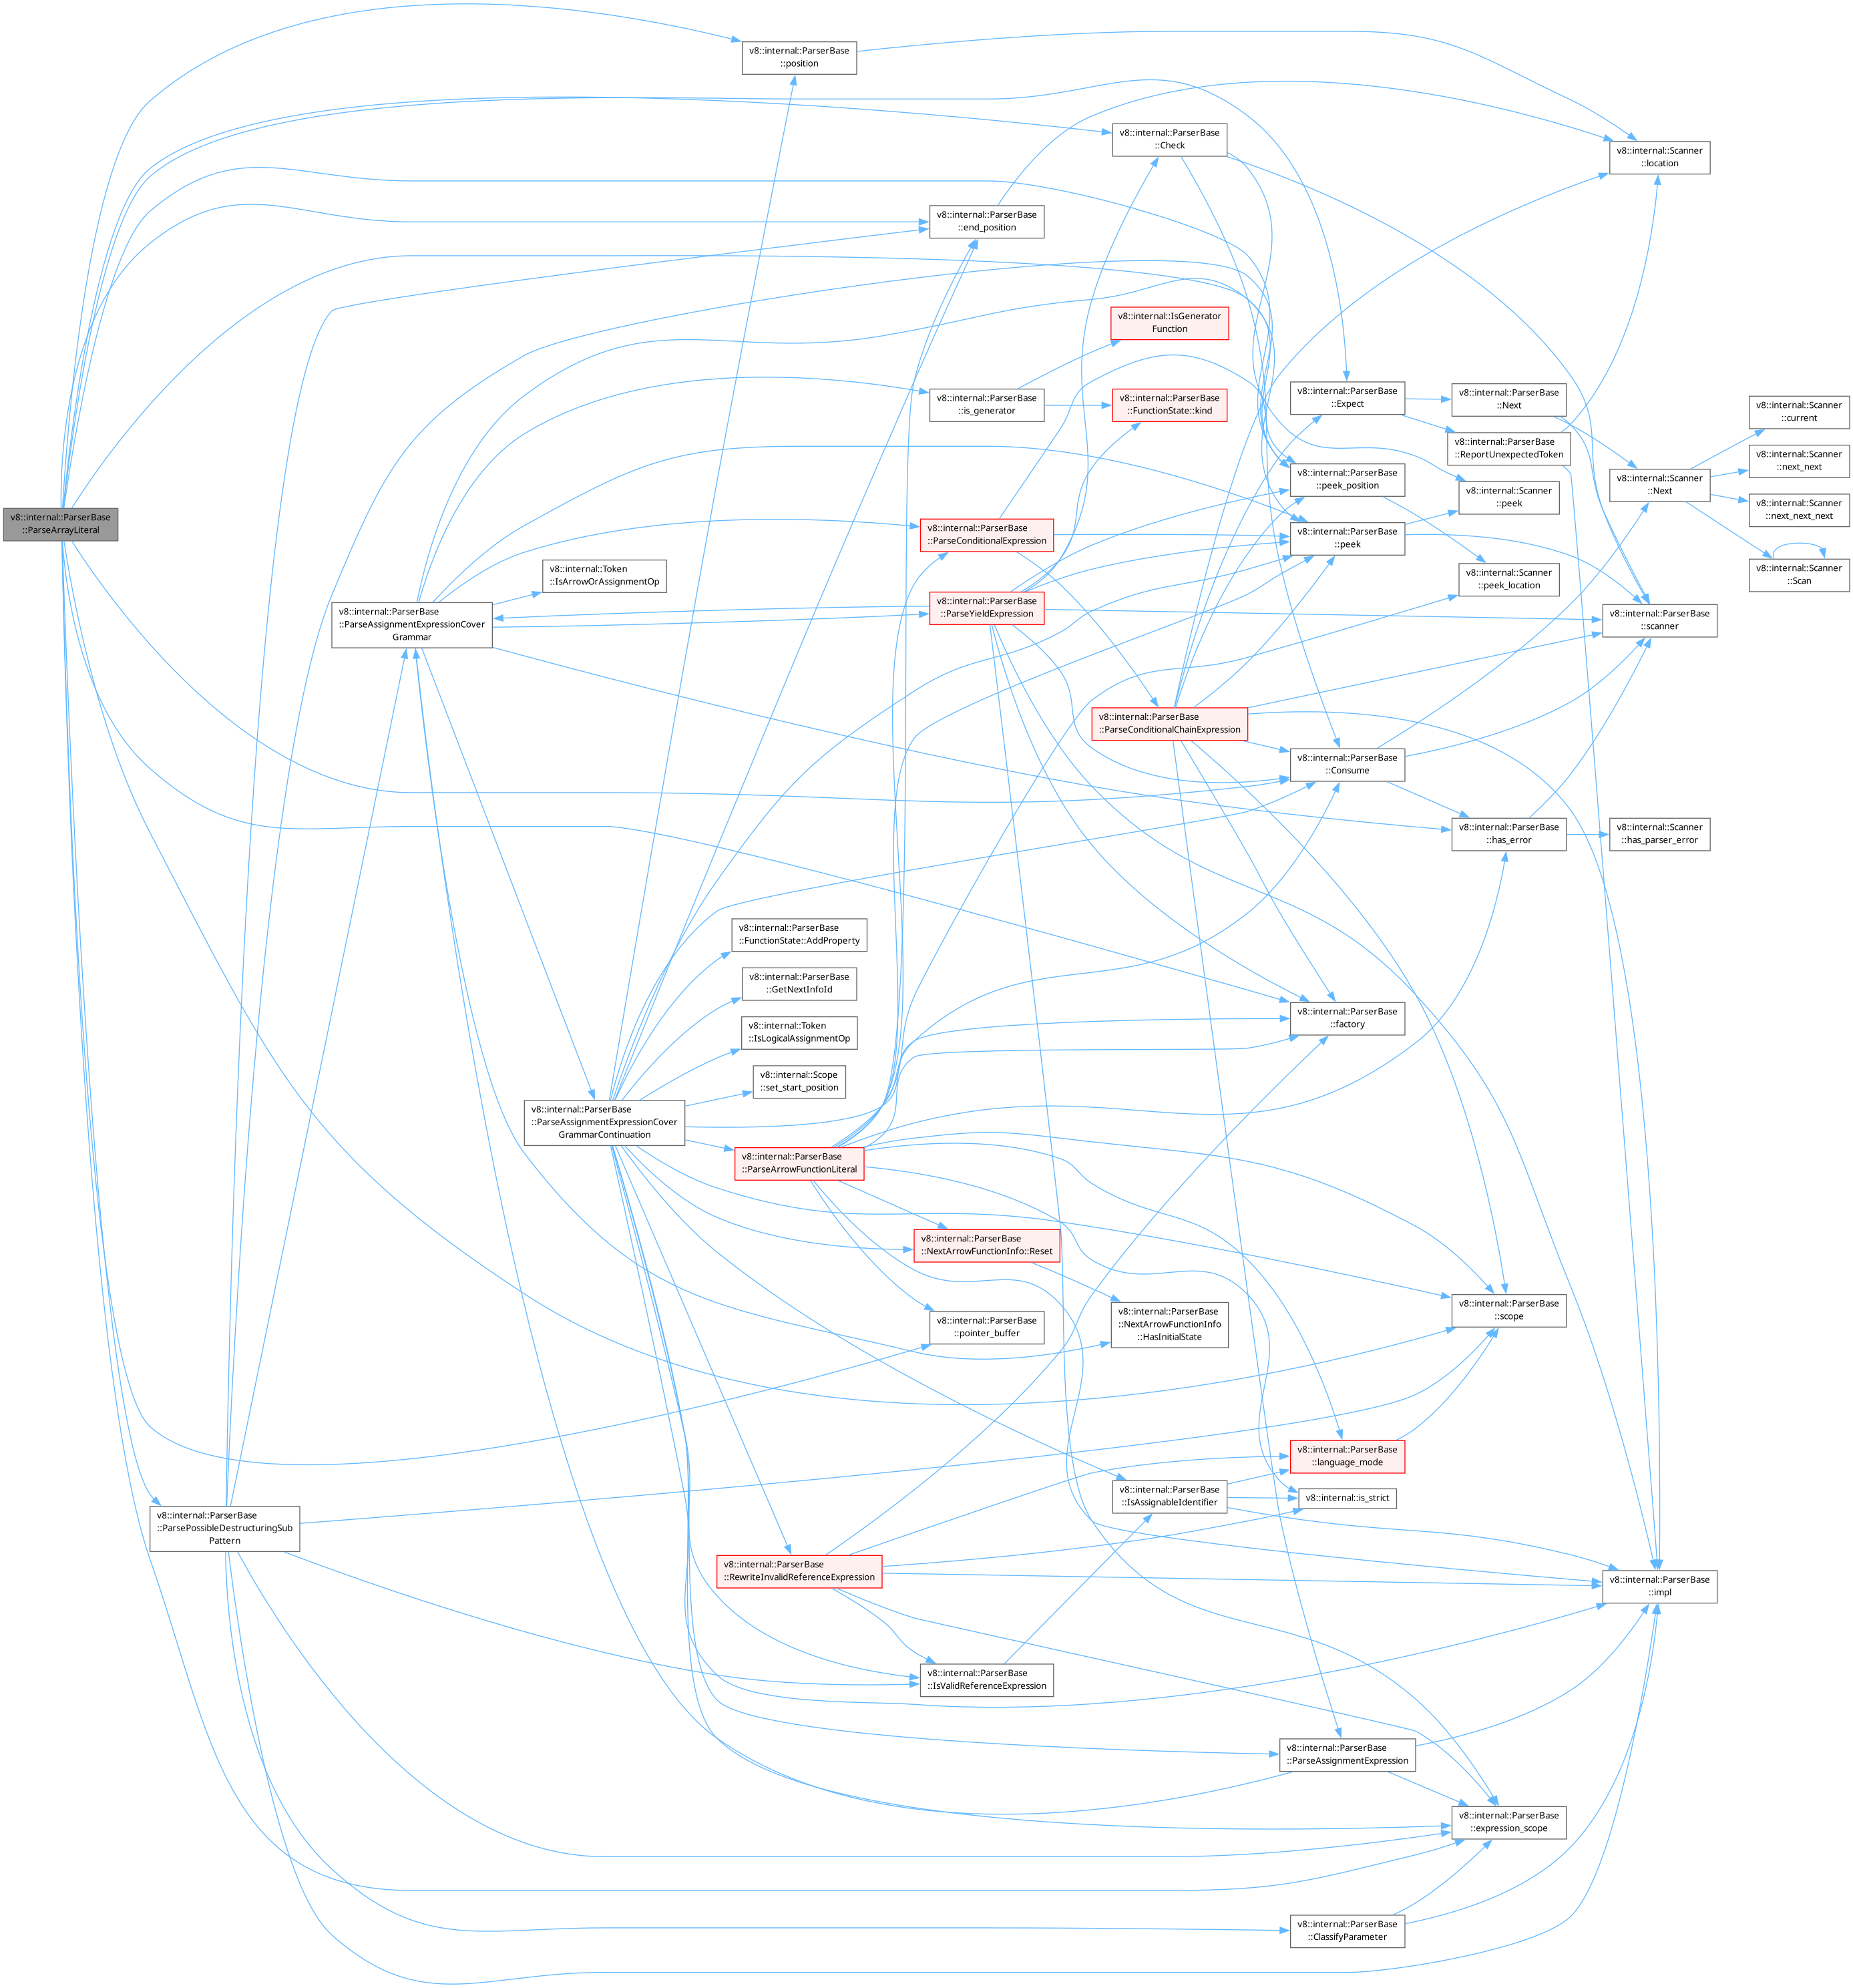 v8::internal::ParserBase
::ParseArrayLiteral
v8::internal::ParserBase
::position
v8::internal::ParserBase
::Check
v8::internal::Scanner
::location
v8::internal::ParserBase
::end_position
v8::internal::IsGenerator
Function
v8::internal::ParserBase
::is_generator
v8::internal::ParserBase
::FunctionState::kind
v8::internal::ParserBase
::Expect
v8::internal::ParserBase
::Next
v8::internal::ParserBase
::ReportUnexpectedToken
v8::internal::Scanner
::current
v8::internal::Scanner
::next_next
v8::internal::Scanner
::Next
v8::internal::Scanner
::next_next_next
v8::internal::Scanner
::Scan
v8::internal::ParserBase
::peek_position
v8::internal::Scanner
::peek
v8::internal::ParserBase
::ParseConditionalExpression
v8::internal::ParserBase
::peek
v8::internal::Token
::IsArrowOrAssignmentOp
v8::internal::Scanner
::peek_location
v8::internal::ParserBase
::ParseAssignmentExpressionCover
Grammar
v8::internal::ParserBase
::ParseYieldExpression
v8::internal::ParserBase
::scanner
v8::internal::ParserBase
::ParseConditionalChainExpression
v8::internal::ParserBase
::Consume
v8::internal::ParserBase
::has_error
v8::internal::Scanner
::has_parser_error
v8::internal::ParserBase
::FunctionState::AddProperty
v8::internal::ParserBase
::GetNextInfoId
v8::internal::ParserBase
::factory
v8::internal::Token
::IsLogicalAssignmentOp
v8::internal::Scope
::set_start_position
v8::internal::ParserBase
::ParseAssignmentExpressionCover
GrammarContinuation
v8::internal::ParserBase
::ParseArrowFunctionLiteral
v8::internal::ParserBase
::NextArrowFunctionInfo::Reset
v8::internal::ParserBase
::pointer_buffer
v8::internal::ParserBase
::NextArrowFunctionInfo
::HasInitialState
v8::internal::ParserBase
::scope
v8::internal::ParserBase
::language_mode
v8::internal::ParserBase
::IsAssignableIdentifier
v8::internal::is_strict
v8::internal::ParserBase
::ParsePossibleDestructuringSub
Pattern
v8::internal::ParserBase
::RewriteInvalidReferenceExpression
v8::internal::ParserBase
::impl
v8::internal::ParserBase
::IsValidReferenceExpression
v8::internal::ParserBase
::ParseAssignmentExpression
v8::internal::ParserBase
::expression_scope
v8::internal::ParserBase
::ClassifyParameter